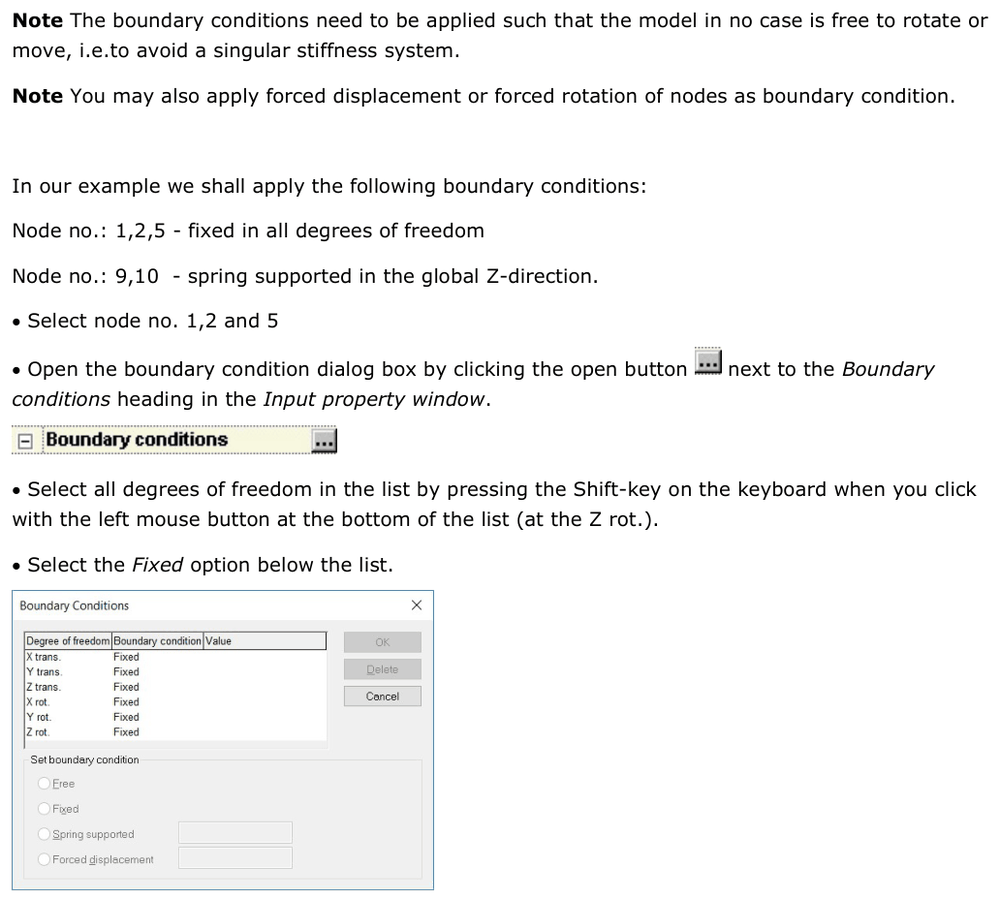 Note The boundary conditions need to be applied such that the model in no case is free to rotate or
move, i.e.to avoid a singular stiffness system.
Note You may also apply forced displacement or forced rotation of nodes as boundary condition.
In our example we shall apply the following boundary conditions:
Node no.: 1,2,5 - fixed in all degrees of freedom
Node no.: 9,10  - spring supported in the global Z-direction.
• Select node no. 1,2 and 5
• Open the boundary condition dialog box by clicking the open button ... next to the Boundary
conditions heading in the Input property window.
Boundary conditions ...
• Select all degrees of freedom in the list by pressing the Shift-key on the keyboard when you click
with the left mouse button at the bottom of the list (at the Z rot.).
• Select the Fixed option below the list.
Boundary Conditions
Degree of freedom Boundary condition Value
OK
X trans. Fixed
Y trans. Fixed
Delete
Z trans. Fixed
Cancel
X rot. Fixed
Y rot. Fixed
Z rot. Fixed
Set boundary condition
Free
Fixed
Spring supported
Forced displacement